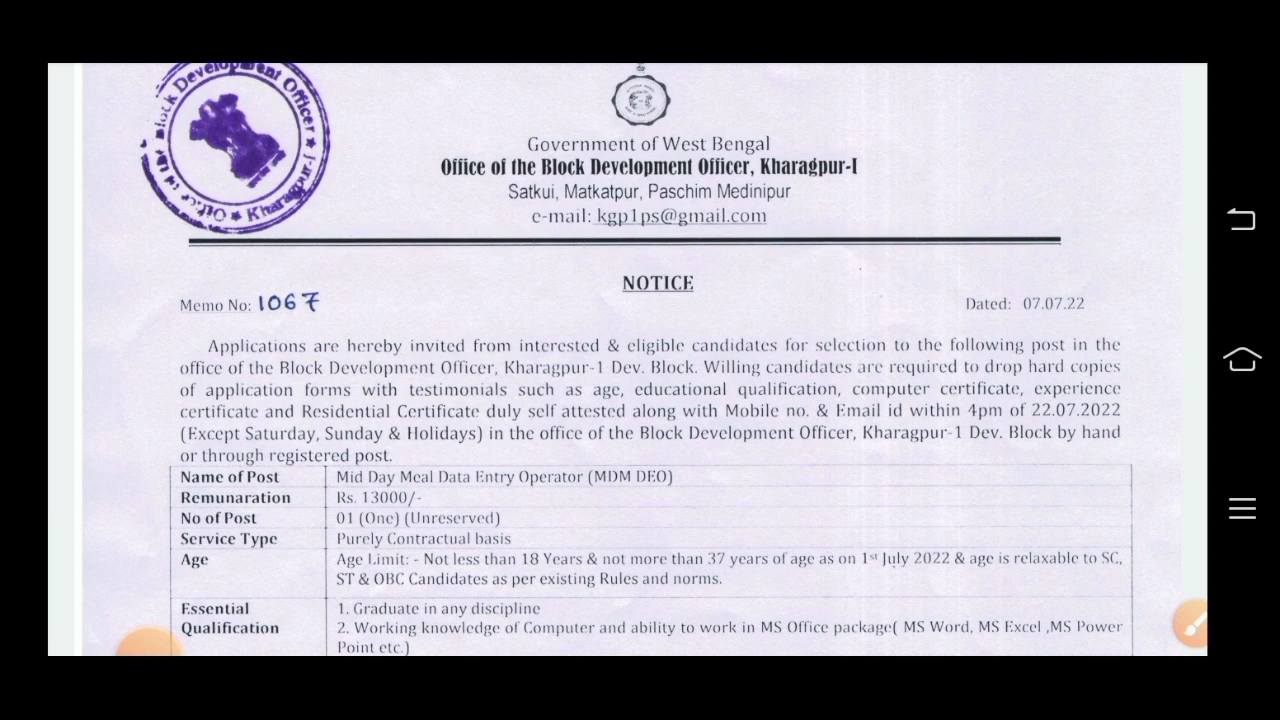 Block Development Officer ★ Kharagpur-I ★
Government of West Bengal
Office of the Block Development Officer, Kharagpur-I
Satkui, Matkatpur, Paschim Medinipur
e-mail: kgp1ps@gmail.com
NOTICE
Memo No: 1067
Dated: 07.07.22
Applications are hereby invited from interested & eligible candidates for selection to the following post in the
office of the Block Development Officer, Kharagpur-1 Dev. Block. Willing candidates are required to drop hard copies
of application forms with testimonials such as age, educational qualification, computer certificate, experience
certificate and Residential Certificate duly self attested along with Mobile no. & Email id within 4pm of 22.07.2022
(Except Saturday, Sunday & Holidays) in the office of the Block Development Officer, Kharagpur-1 Dev. Block by hand
or through registered post.
Name of Post Mid Day Meal Data Entry Operator (MDM DEO)
Remunaration Rs. 13000/-
No of Post 01 (One) (Unreserved)
Service Type Purely Contractual basis
Age Age Limit: - Not less than 18 Years & not more than 37 years of age as on 1st July 2022 & age is relaxable to SC,
ST & OBC Candidates as per existing Rules and norms.
Essential 1. Graduate in any discipline
Qualification 2. Working knowledge of Computer and ability to work in MS Office package( MS Word, MS Excel ,MS Power
Point etc.)